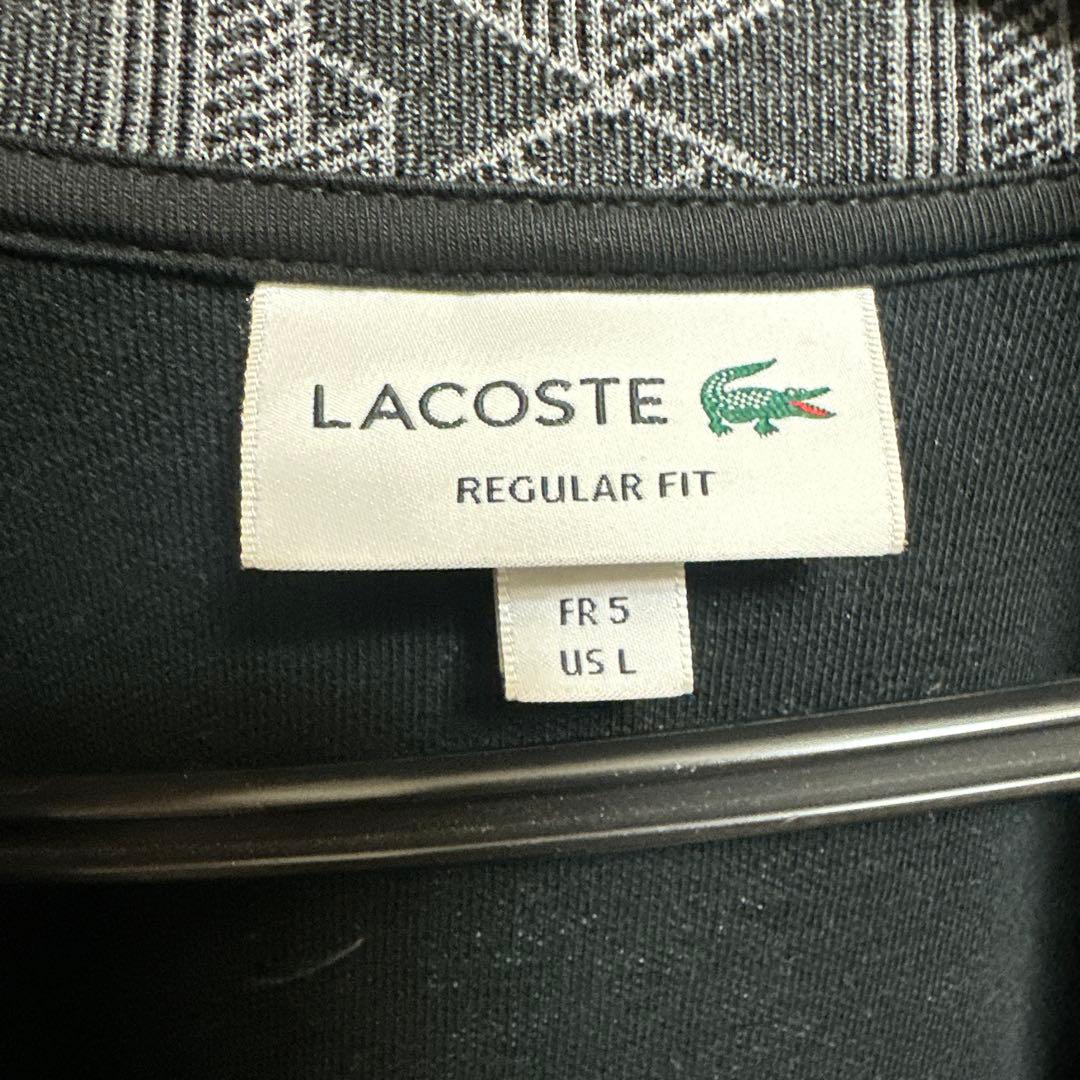 LACOSTE
REGULAR FIT
FR 5
US L